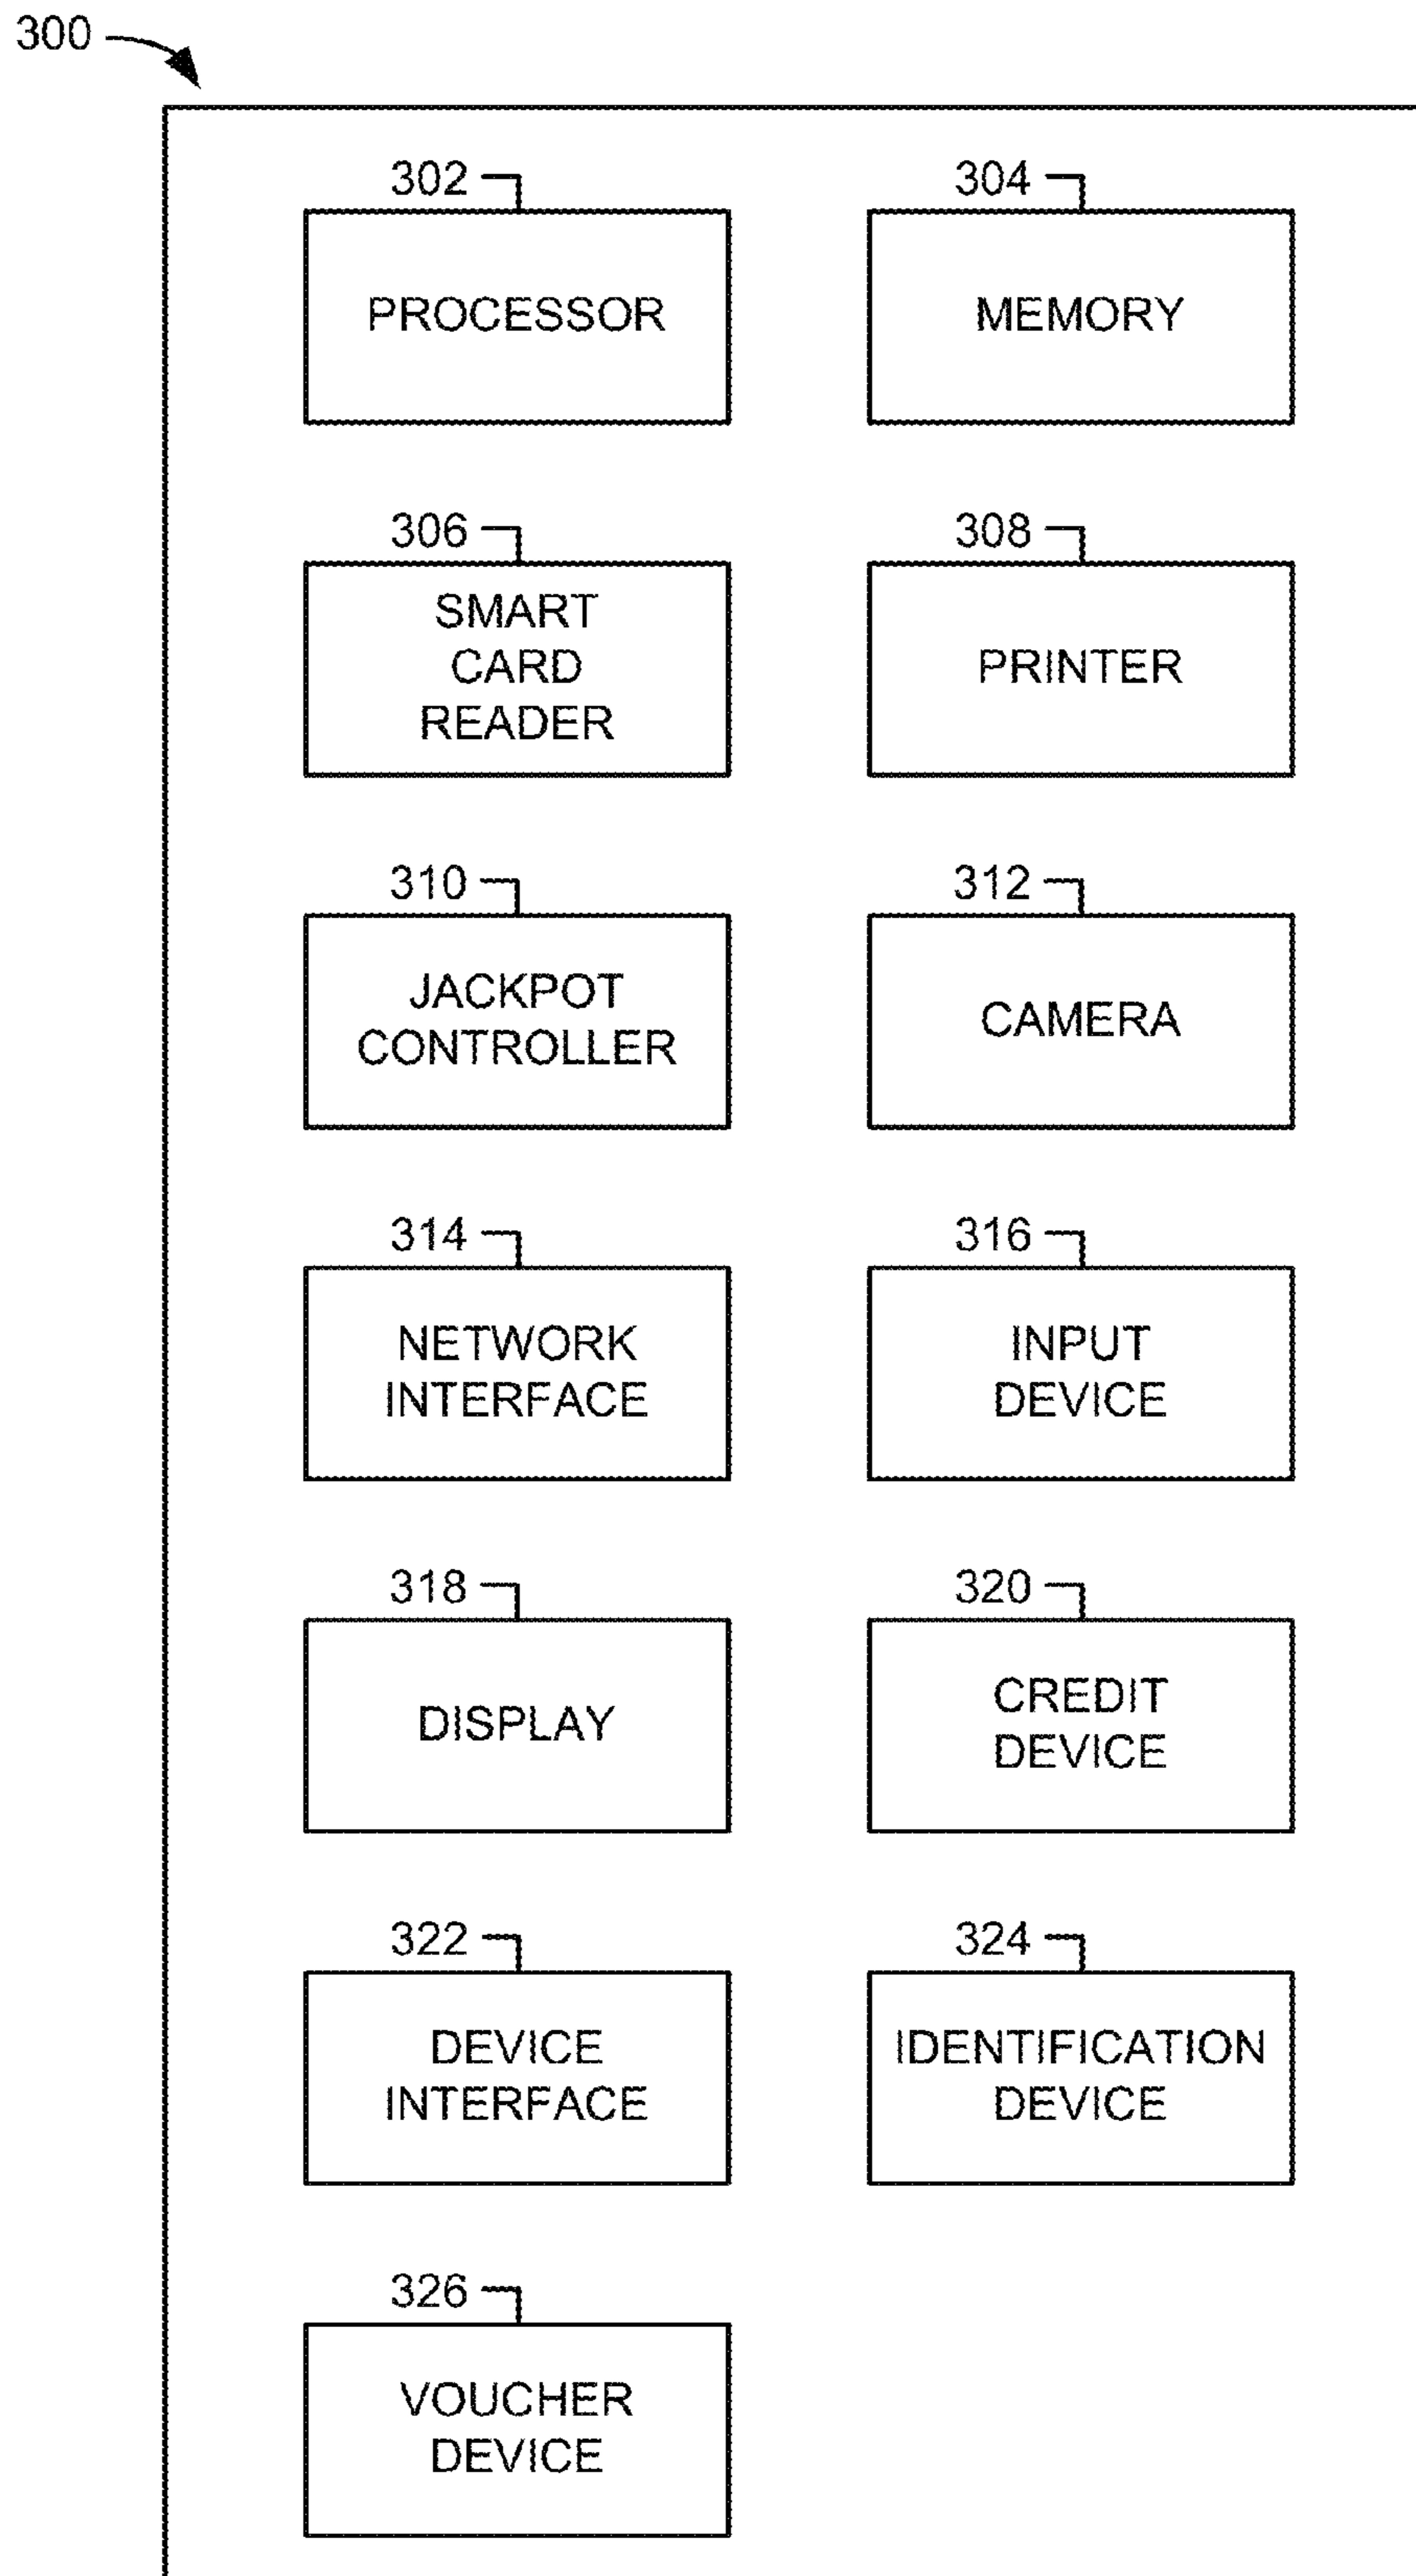 300
302
304
PROCESSOR
MEMORY
306
308
SMART
CARD
READER
PRINTER
310
312
JACKPOT
CONTROLLER
CAMERA
314
316
NETWORK
INTERFACE
INPUT
DEVICE
318
320
DISPLAY
CREDIT
DEVICE
322
324
DEVICE
INTERFACE
IDENTIFICATION
DEVICE
326
VOUCHER
DEVICE